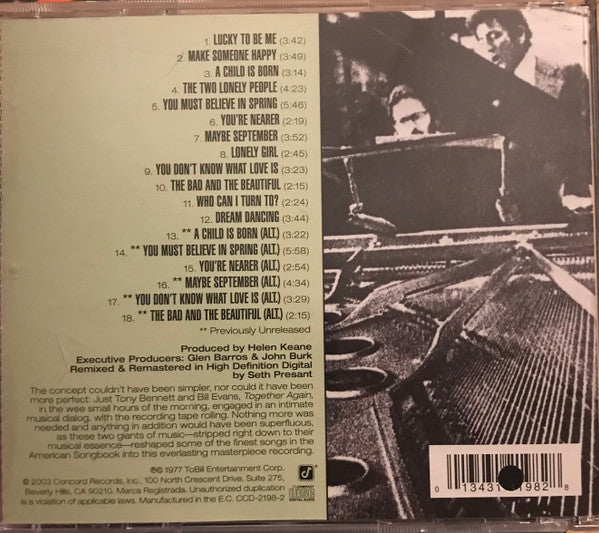 1. LUCKY TO BE ME (3:42)
2. MAKE SOMEONE HAPPY (3:49)
3. A CHILD IS BORN (3:14)
4. THE TWO LONELY PEOPLE (4:23)
5. YOU MUST BELIEVE IN SPRING (5:46)
6. YOU'RE NEARER (2:19)
7. MAYBE SEPTEMBER (3:52)
8. LONELY GIRL (2:45)
9. YOU DON'T KNOW WHAT LOVE IS (3:23)
10. THE BAD AND THE BEAUTIFUL (2:15)
11. WHO CAN I TURN TO? (2:24)
12. DREAM DANCING (3:44)
13. ** A CHILD IS BORN (ALT.) (3:22)
14. ** YOU MUST BELIEVE IN SPRING (ALT.) (5:58)
15. YOU'RE NEARER (ALT.) (2:54)
16. ** MAYBE SEPTEMBER (ALT.) (4:34)
17. ** YOU DON'T KNOW WHAT LOVE IS (ALT.) (3:29)
18. ** THE BAD AND THE BEAUTIFUL (ALT.) (2:15)
** Previously Unreleased
Produced by Helen Keane
Executive Producers: Glen Barros & John Burk
Remixed & Remastered in High Definition Digital
by Seth Presant
The concept couldn't have been simpler, nor could it have been
more perfect: Just Tony Bennett and Bill Evans, Together Again,
in the wee small hours of the morning, engaged in an intimate
musical dialog, with the recording tape rolling. Nothing more was
needed and anything in addition would have been superfluous,
as these two giants of music—stripped right down to their
musical essence—reshaped some of the finest songs in the
American Songbook into this everlasting masterpiece recording.
℗© 1977 ToBill Entertainment Corp.
© 2003 Concord Records, Inc., 100 North Crescent Drive, Suite 275,
Beverly Hills, CA 90210. Marca Registrada. Unauthorized duplication
is a violation of applicable laws. Manufactured in the E.C. CCD-2198-2
COMPACT
disc
DIGITAL AUDIO
0 13431 1982 8